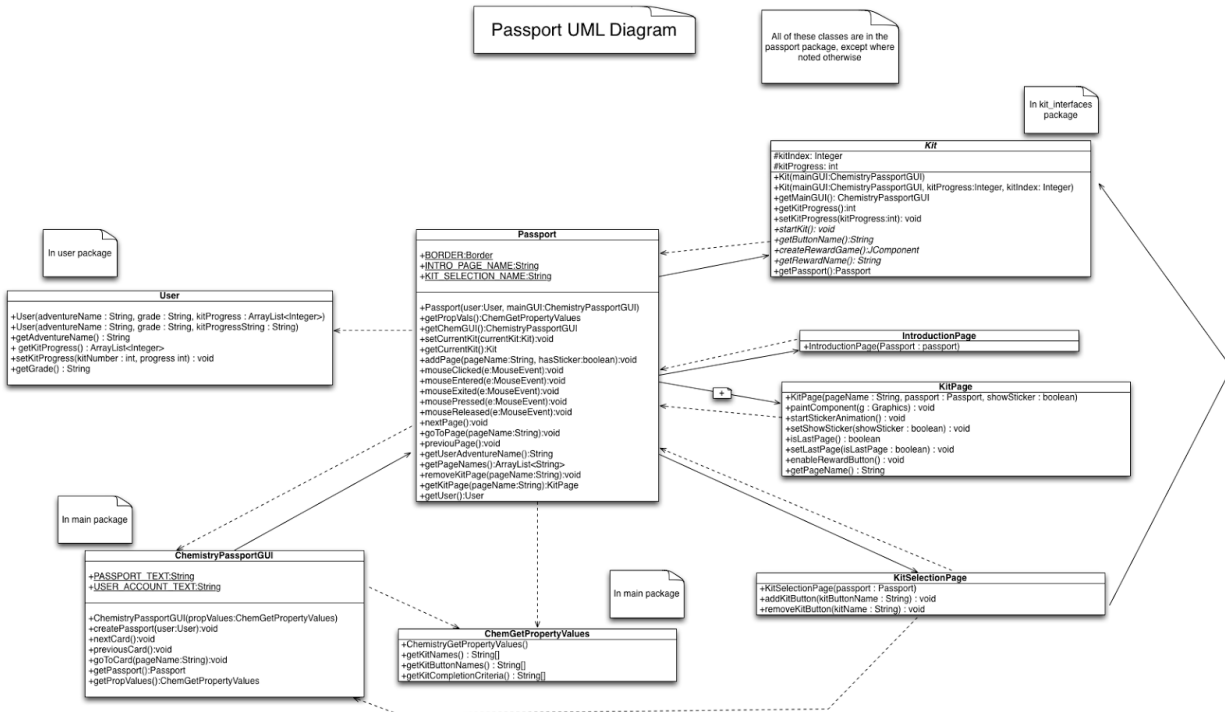 Passport UML Diagram
All of these classes are in the
passport package, except where
noted otherwise
In kit_interfaces
package
Kit
#kitIndex: Integer
#kitProgress: int
+Kit(mainGUI:ChemistryPassportGUI)
+Kit(mainGUI:ChemistryPassportGUI, kitProgress:Integer, kitIndex: Integer)
+getMainGUI(): ChemistryPassportGUI
+getKitProgress():int
+setKitProgress(kitProgress:int): void
+startKit(): void
+getButtonName():String
+createRewardGame():JComponent
+getRewardName(): String
+getPassport():Passport
In user package
User
+User(adventureName : String, grade : String, kitProgress : ArrayList<Integer>)
+User(adventureName : String, grade : String, kitProgressString : String)
+getAdventureName() : String
+ getKitProgress() : ArrayList<Integer>
+setKitProgress(kitNumber : int, progress int) : void
+getGrade() : String
Passport
+BORDER:Border
+INTRO_PAGE_NAME:String
+KIT_SELECTION_NAME:String
+Passport(user:User, mainGUI:ChemistryPassportGUI)
+getPropVals():ChemGetPropertyValues
+getChemGUI():ChemistryPassportGUI
+setCurrentKit(currentKit:Kit):void
+getCurrentKit():Kit
+addPage(pageName:String, hasSticker:boolean):void
+mouseClicked(e:MouseEvent):void
+mouseEntered(e:MouseEvent):void
+mouseExited(e:MouseEvent):void
+mousePressed(e:MouseEvent):void
+mouseReleased(e:MouseEvent):void
+nextPage():void
+goToPage(pageName:String):void
+previouPage():void
+getUserAdventureName():String
+getPageNames():ArrayList<String>
+removeKitPage(pageName:String):void
+getKitPage(pageName:String):KitPage
+getUser():User
IntroductionPage
+IntroductionPage(Passport : passport)
+
KitPage
+KitPage(pageName : String, passport : Passport, showSticker : boolean)
+paintComponent(g : Graphics) : void
+startStickerAnimation() : void
+setShowSticker(showSticker : boolean) : void
+isLastPage() : boolean
+setLastPage(isLastPage : boolean) : void
+enableRewardButton() : void
+getPageName() : String
In main package
ChemistryPassportGUI
+PASSPORT_TEXT:String
+USER_ACCOUNT_TEXT:String
+ChemistryPassportGUI(propValues:ChemGetPropertyValues)
+createPassport(user:User):void
+nextCard():void
+previousCard():void
+goToCard(pageName:String):void
+getPassport():Passport
+getPropValues():ChemGetPropertyValues
In main package
ChemGetPropertyValues
+ChemistryGetPropertyValues()
+getKitNames() : String[]
+getKitButtonNames() : String[]
+getKitCompletionCriteria() : String[]
KitSelectionPage
+KitSelectionPage(passport : Passport)
+addKitButton(kitButtonName : String) : void
+removeKitButton(kitName : String) : void